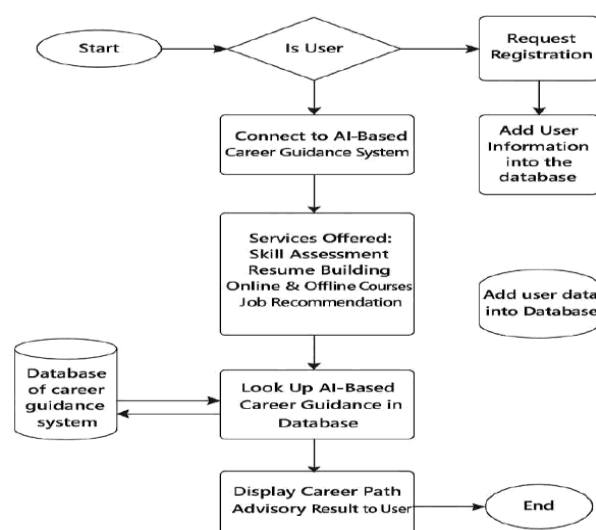 Start
Is User
Request
Registration
Connect to AI-Based
Career Guidance System
Add User
Information
into the
database
Services Offered:
Skill Assessment
Resume Building
Online & Offline Courses
Job Recommendation
Add user data
into Database
Database
of career
guidance
system
Look Up AI-Based
Career Guidance in
Database
Display Career Path
Advisory Result to User
End